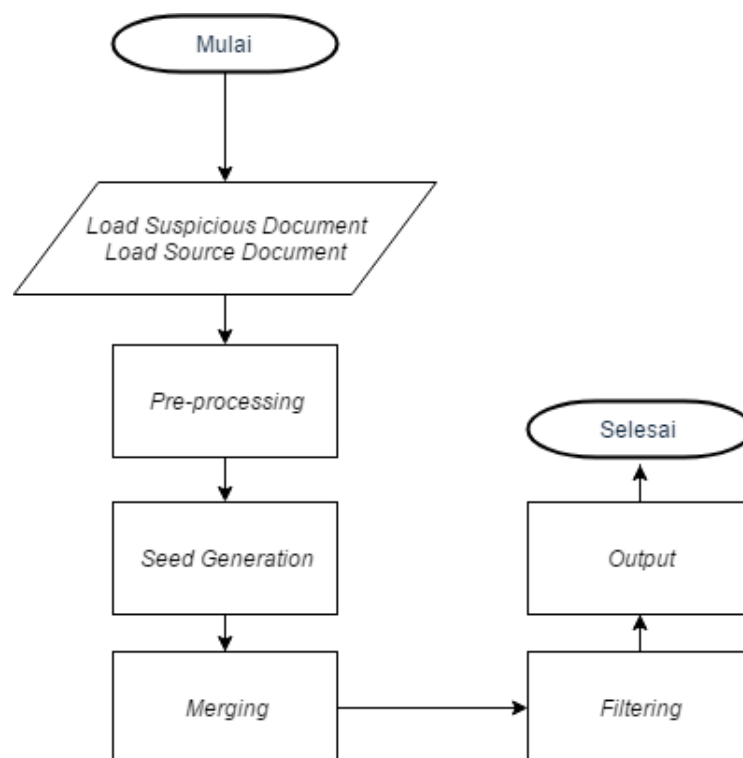 Mulai
Load Suspicious Document
Load Source Document
Pre-processing
Seed Generation
Merging
Filtering
Output
Selesai